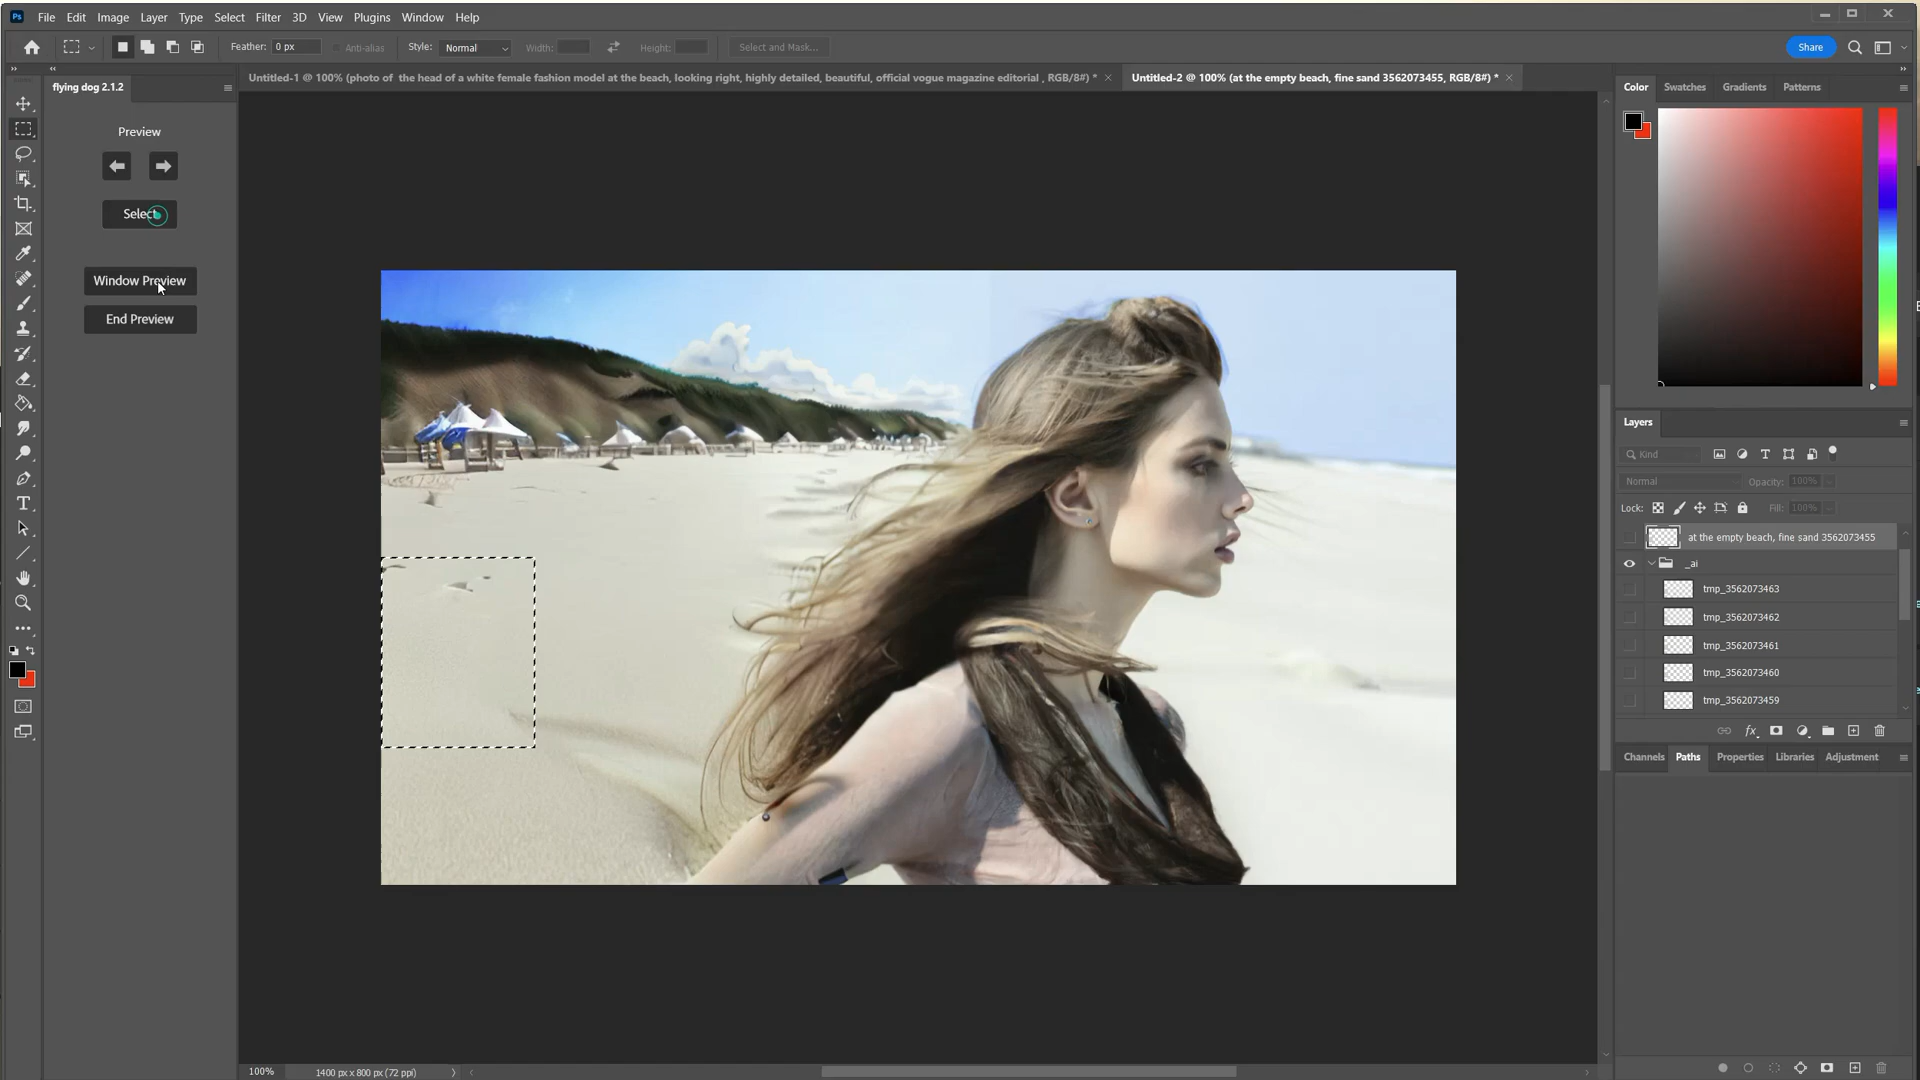 Ps File Edit Image Layer Type Select Filter 3D View Plugins Window Help
Feather: 0 px Anti-alias Style: Normal Width: Height: Select and Mask... Share
flying dog 2.1.2
Untitled-1 @ 100% (photo of the head of a white female fashion model at the beach, looking right, highly detailed, beautiful, official vogue magazine editorial , RGB/8#) *
Untitled-2 @ 100% (at the empty beach, fine sand 3562073455, RGB/8#) *
Color Swatches Gradients Patterns
Preview
Select
Window Preview
End Preview
Layers
Kind
Normal Opacity: 100%
Lock: Fill: 100%
at the empty beach, fine sand 3562073455
_ai
tmp_3562073463
tmp_3562073462
tmp_3562073461
tmp_3562073460
tmp_3562073459
fx
Channels Paths Properties Libraries Adjustment
100% 1400 px x 800 px (72 ppi)